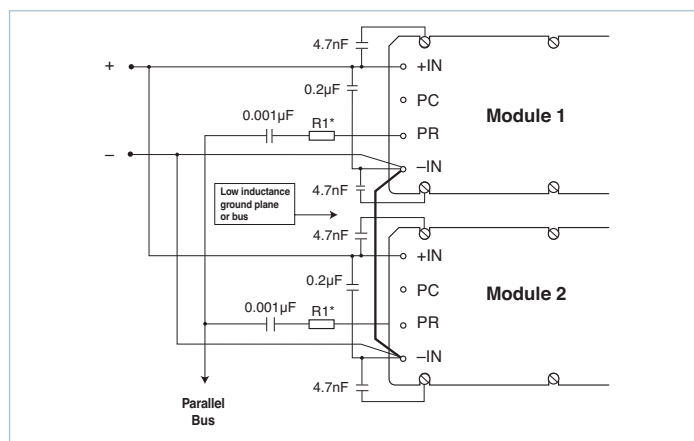 4.7nF
+
+IN
0.2µF
PC
Module 1
0.001µF
R1*
PR
–
–IN
4.7nF
Low inductance
ground plane
or bus
4.7nF
+IN
0.2µF
PC
Module 2
0.001µF
R1*
PR
–IN
4.7nF
Parallel
Bus